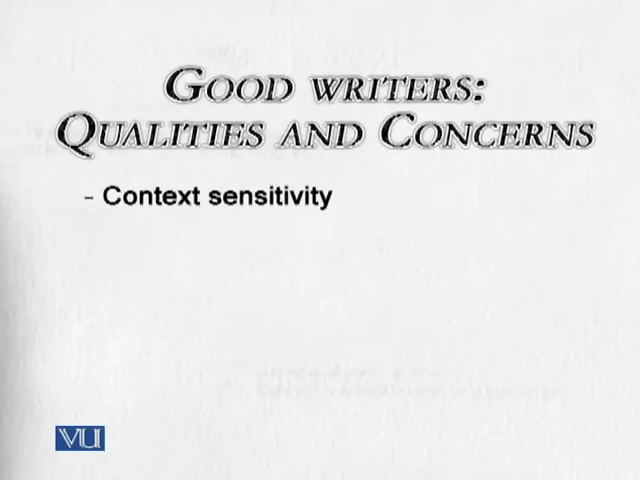 GOOD WRITERS:
QUALITIES AND CONCERNS
- Context sensitivity
VU